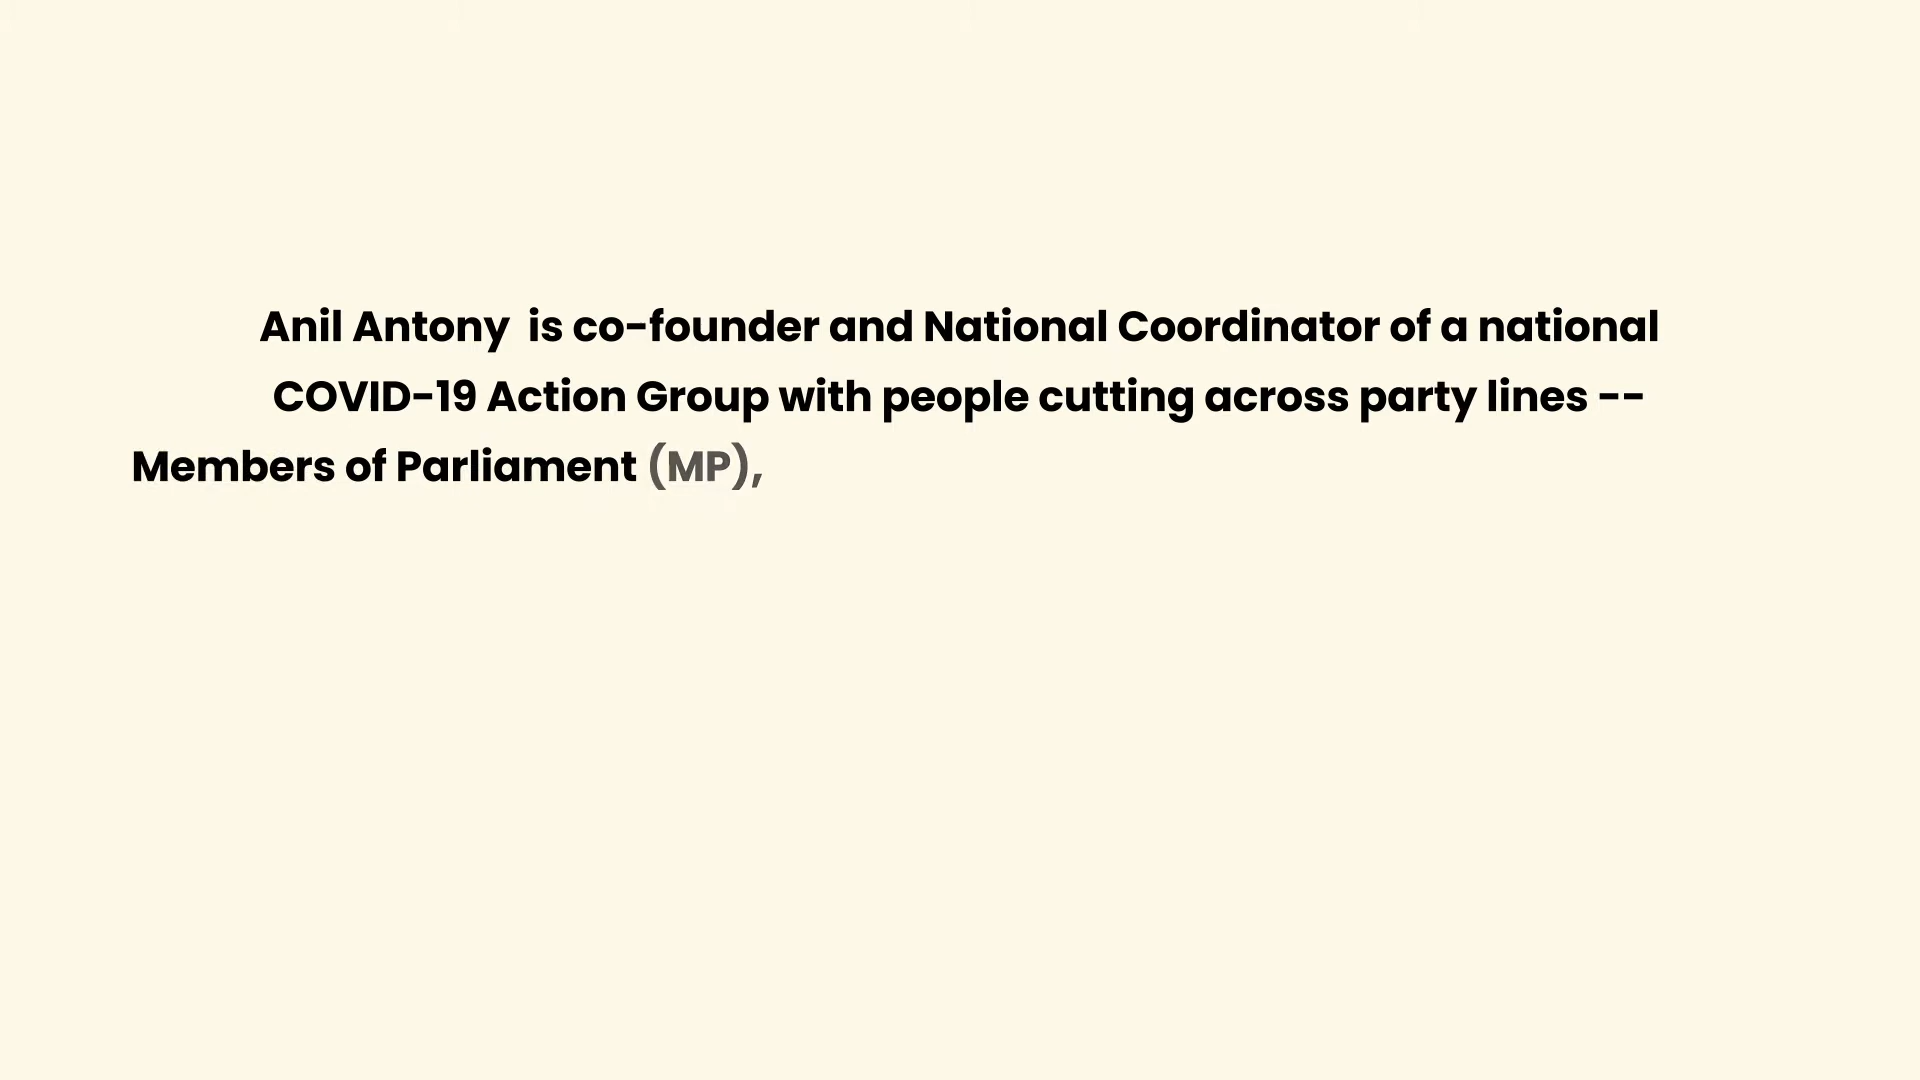 Anil Antony  is co-founder and National Coordinator of a national
COVID-19 Action Group with people cutting across party lines --
Members of Parliament (MP),